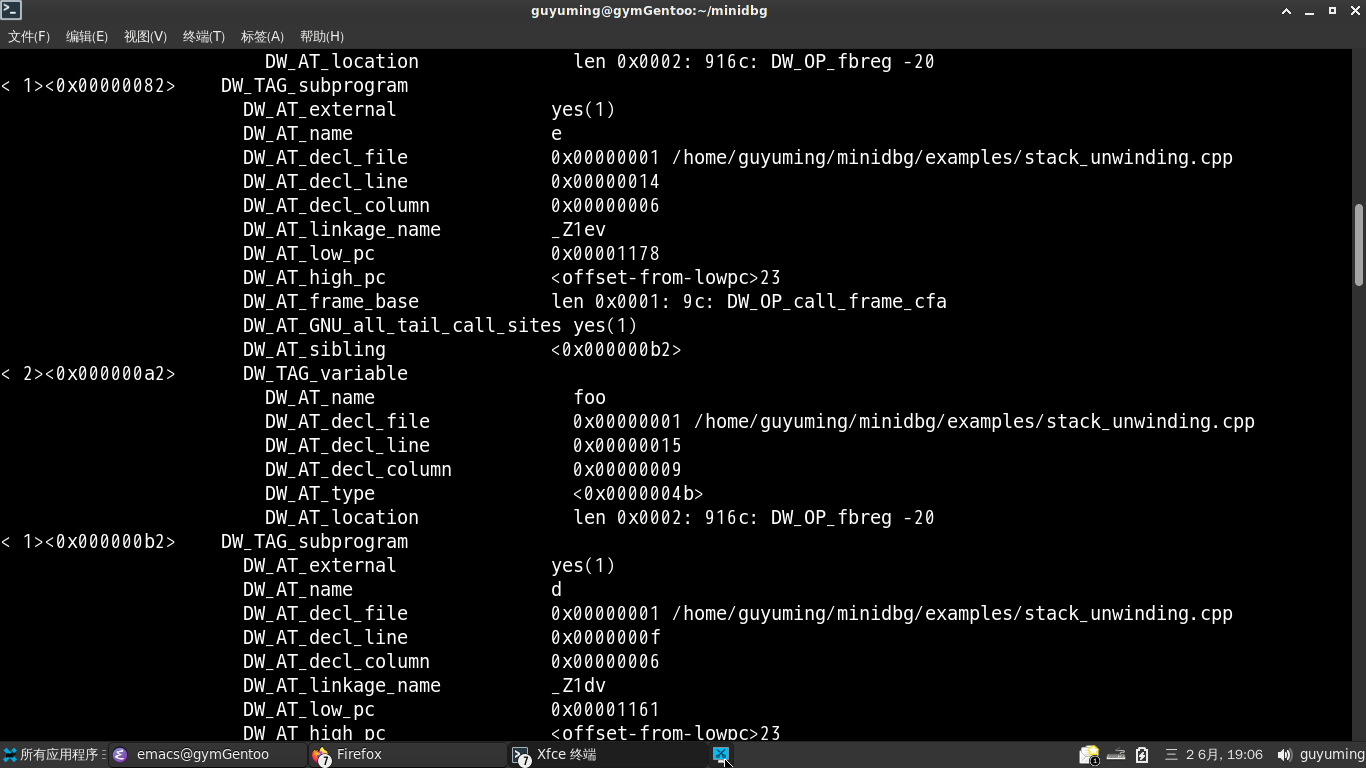 guyuming@gymGentoo:~/minidbg
文件(F) 编辑(E) 视图(V) 终端(T) 标签(A) 帮助(H)
DW_AT_location len 0x0002: 916c: DW_OP_fbreg -20
< 1><0x00000082> DW_TAG_subprogram
DW_AT_external yes(1)
DW_AT_name e
DW_AT_decl_file 0x00000001 /home/guyuming/minidbg/examples/stack_unwinding.cpp
DW_AT_decl_line 0x00000014
DW_AT_decl_column 0x00000006
DW_AT_linkage_name _Z1ev
DW_AT_low_pc 0x00001178
DW_AT_high_pc <offset-from-lowpc>23
DW_AT_frame_base len 0x0001: 9c: DW_OP_call_frame_cfa
DW_AT_GNU_all_tail_call_sites yes(1)
DW_AT_sibling <0x000000b2>
< 2><0x000000a2> DW_TAG_variable
DW_AT_name foo
DW_AT_decl_file 0x00000001 /home/guyuming/minidbg/examples/stack_unwinding.cpp
DW_AT_decl_line 0x00000015
DW_AT_decl_column 0x00000009
DW_AT_type <0x0000004b>
DW_AT_location len 0x0002: 916c: DW_OP_fbreg -20
< 1><0x000000b2> DW_TAG_subprogram
DW_AT_external yes(1)
DW_AT_name d
DW_AT_decl_file 0x00000001 /home/guyuming/minidbg/examples/stack_unwinding.cpp
DW_AT_decl_line 0x0000000f
DW_AT_decl_column 0x00000006
DW_AT_linkage_name _Z1dv
DW_AT_low_pc 0x00001161
DW_AT_high_pc <offset-from-lowpc>23
所有应用程序 emacs@gymGentoo 7 Firefox 7 Xfce 终端 1 三 2 6月, 19:06 guyuming